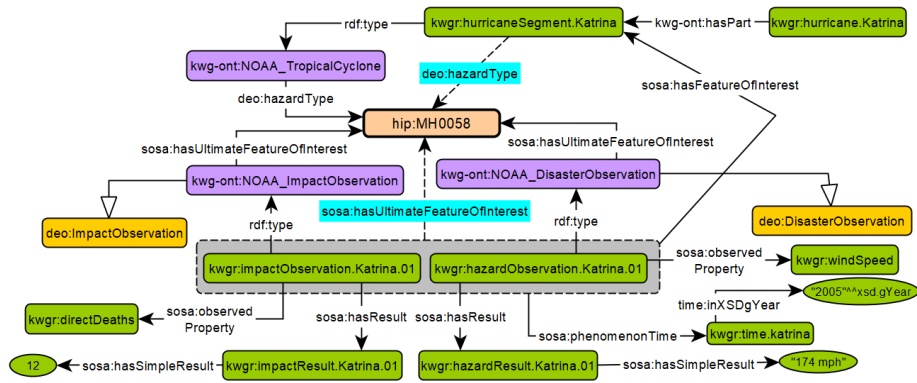 rdf:type
kwgr:hurricaneSegment.Katrina
kwg-ont:hasPart
kwgr:hurricane.Katrina
kwg-ont:NOAA_TropicalCyclone
deo:hazardType
sosa:hasFeatureOfInterest
deo:hazardType
hip:MH0058
sosa:hasUltimateFeatureOfInterest
sosa:hasUltimateFeatureOfInterest
kwg-ont:NOAA_ImpactObservation
kwg-ont:NOAA_DisasterObservation
sosa:hasUltimateFeatureOfInterest
deo:ImpactObservation
rdf:type
rdf:type
deo:DisasterObservation
kwgr:impactObservation.Katrina.01
kwgr:hazardObservation.Katrina.01
sosa:observed
Property
kwgr:windSpeed
"2005"^^xsd.gYear
time:inXSDgYear
kwgr:directDeaths
sosa:observed
Property
sosa:hasResult
sosa:hasResult
sosa:phenomenonTime
kwgr:time.katrina
12
sosa:hasSimpleResult
kwgr:impactResult.Katrina.01
kwgr:hazardResult.Katrina.01
sosa:hasSimpleResult
"174 mph"